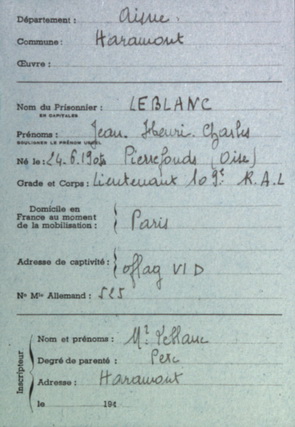 Département : Aisne.
Commune : Haramont
Œuvre :
Nom du Prisonnier : LEBLANC
EN CAPITALES
Prénoms : Jean Henri Charles
SOULIGNER LE PRÉNOM USUEL
Né le : 24.6.190 Pierrefonds (Oise)
Grade et Corps : Lieutenant 109e R.A.L
Domicile en
France au moment
de la mobilisation : Paris
Adresse de captivité : oflag VI D
No Mle Allemand : 525
Inscripteur
Nom et prénoms : Mr Leblanc
Degré de parenté : Père
Adresse : Haramont
le 194